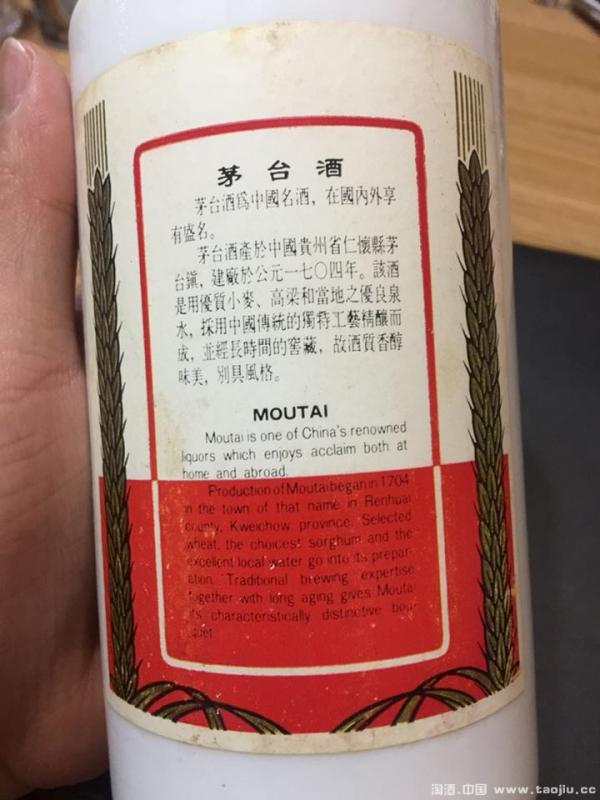 茅台酒
茅台酒爲中國名酒，在國内外享
有盛名。
茅台酒產於中國貴州省仁懷縣茅
台鎭，建廠於公元一七〇四年。該酒
是用優質小麥、高梁和當地之優良泉
水，採用中國傳統的獨特工藝精釀而
成，並經長時間的窖藏，故酒質香醇
味美，別具風格。
MOUTAI
Moutai is one of China's renowned
liquors which enjoys acclaim both at
home and abroad.
Production of Moutai began in 1704
in the town of that name in Renhuai
county, Kweichow province. Selected
wheat, the choicest sorghum and the
excellent local water go into its prepar-
ation. Traditional brewing expertise
together with long aging gives Moutai
its characteristically distinctive bou-
quet
淘酒.中国 www.taojiu.cc